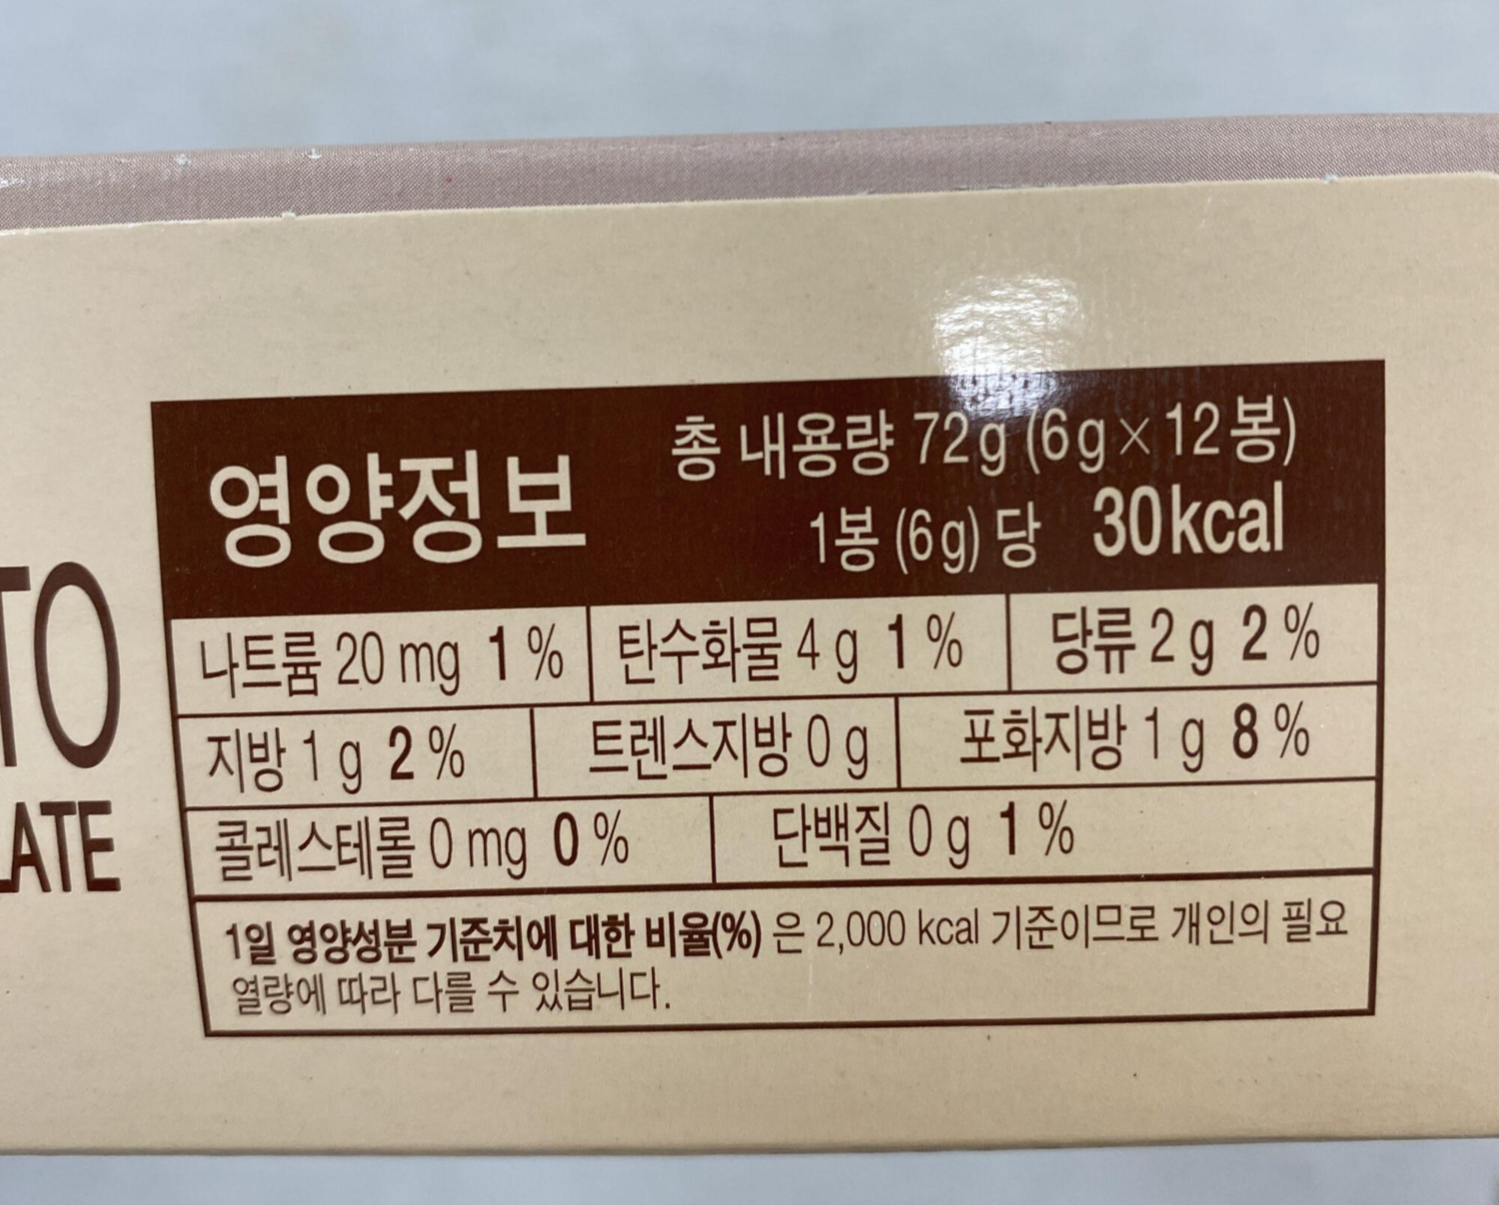 영양정보
총 내용량 72g (6g×12봉)
1봉 (6g) 당 30kcal
TO
LATE
나트륨 20 mg 1 % 탄수화물 4 g 1 % 당류 2 g 2 %
지방 1 g 2 % 트렌스지방 0 g 포화지방 1 g 8 %
콜레스테롤 0 mg 0 % 단백질 0 g 1 %
1일 영양성분 기준치에 대한 비율(%) 은 2,000 kcal 기준이므로 개인의 필요
열량에 따라 다를 수 있습니다.